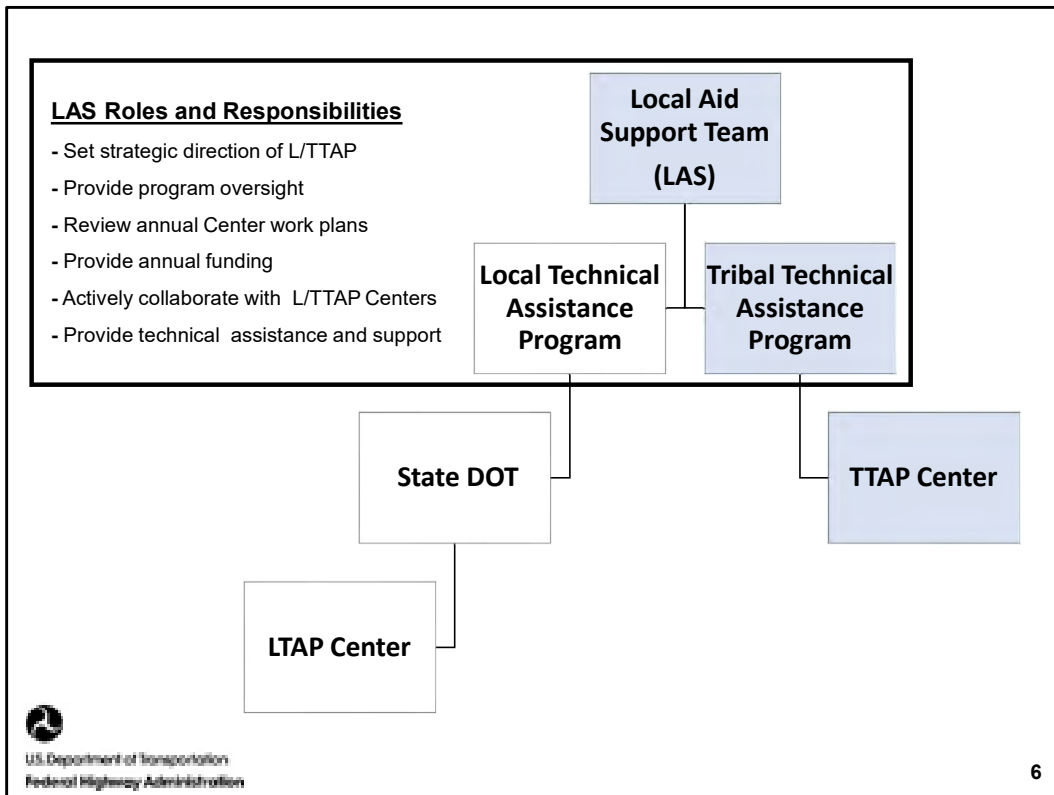 LAS Roles and Responsibilities
- Set strategic direction of L/TTAP
- Provide program oversight
- Review annual Center work plans
- Provide annual funding
- Actively collaborate with L/TTAP Centers
- Provide technical assistance and support
Local Aid
Support Team
(LAS)
Local Technical
Assistance
Program
Tribal Technical
Assistance
Program
State DOT
TTAP Center
LTAP Center
U.S. Department of Transportation
Federal Highway Administration
6